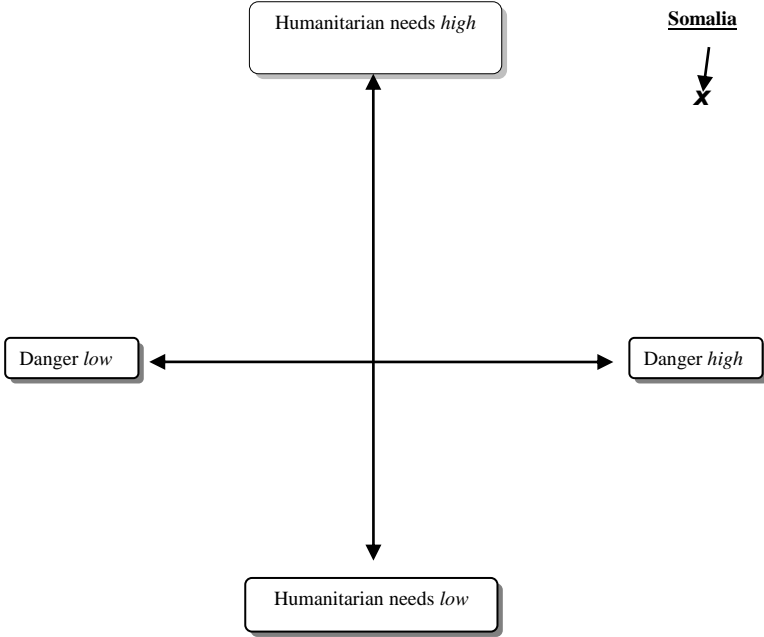 Humanitarian needs high
Somalia
x
Danger low
Danger high
Humanitarian needs low